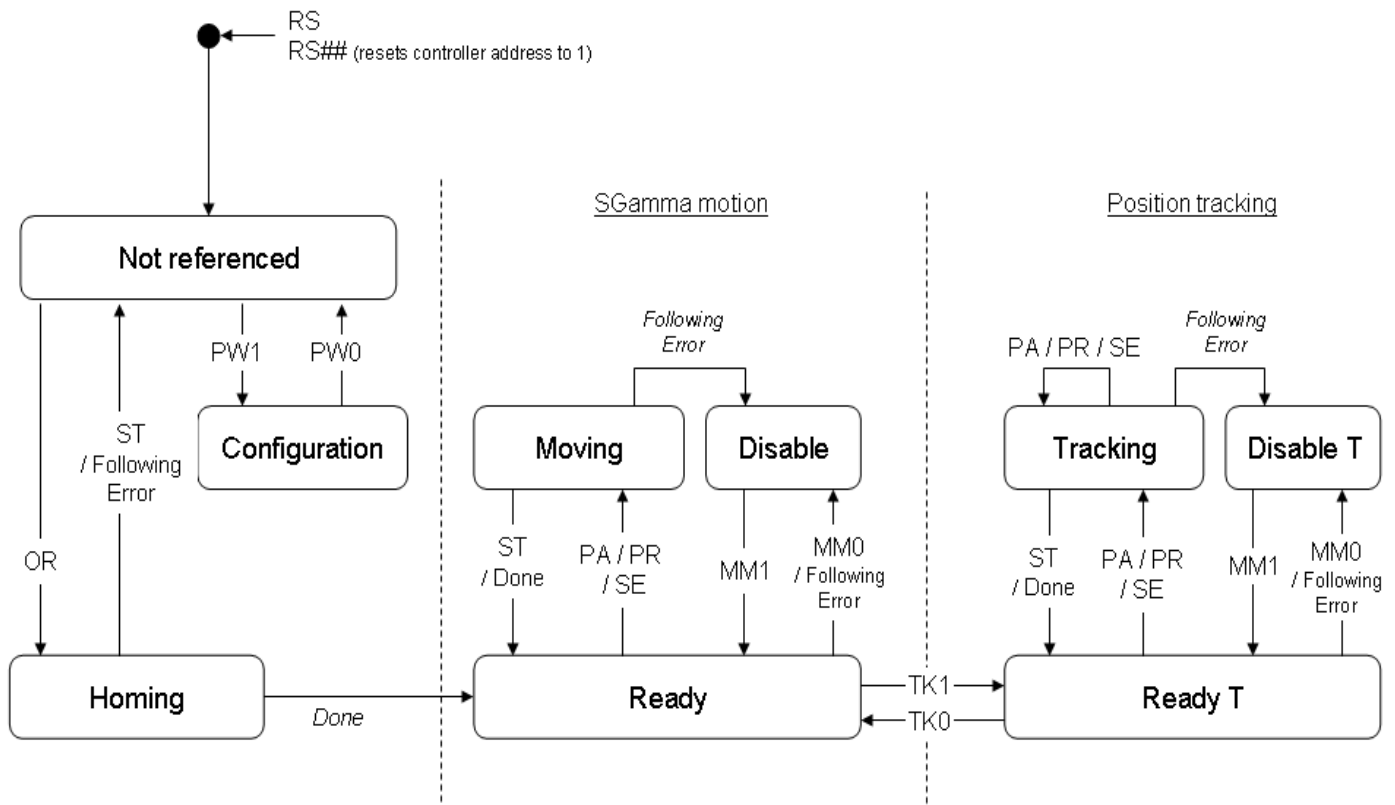 RS
RS## (resets controller address to 1)
SGamma motion
Position tracking
Not referenced
Following
Error
Following
Error
PA / PR / SE
PW1
PW0
ST
/ Following
Error
Configuration
Moving
Disable
Tracking
Disable T
OR
ST
/ Done
PA / PR
/ SE
MM1
MM0
/ Following
Error
ST
/ Done
PA / PR
/ SE
MM1
MM0
/ Following
Error
Homing
Done
Ready
TK1
TK0
Ready T